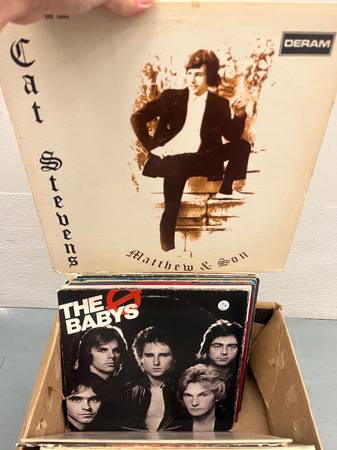 DERAM
Cat Stevens
Matthew & Son
THE
BABYS